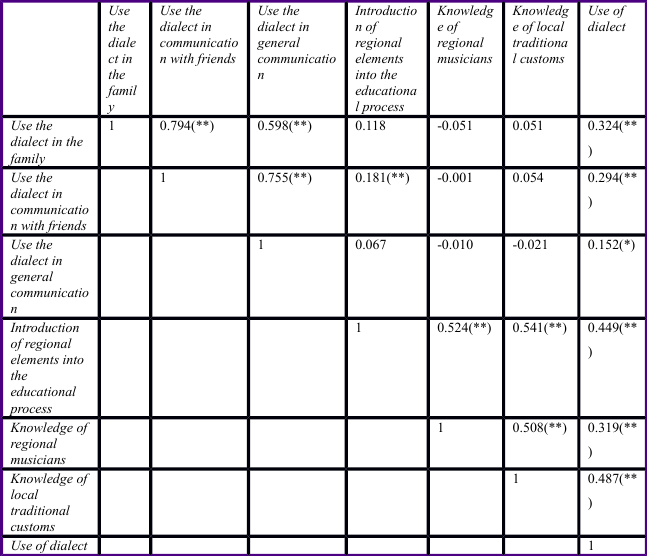 Use the dialect in the family | Use the dialect in communication with friends | Use the dialect in general communication | Introduction of regional elements into the educational process | Knowledge of regional musicians | Knowledge of local traditional customs | Use of dialect
Use the dialect in the family | 1 | 0.794(**) | 0.598(**) | 0.118 | -0.051 | 0.051 | 0.324(**)
Use the dialect in communication with friends | 1 | 0.755(**) | 0.181(**) | -0.001 | 0.054 | 0.294(**)
Use the dialect in general communication | 1 | 0.067 | -0.010 | -0.021 | 0.152(*)
Introduction of regional elements into the educational process | 1 | 0.524(**) | 0.541(**) | 0.449(**)
Knowledge of regional musicians | 1 | 0.508(**) | 0.319(**)
Knowledge of local traditional customs | 1 | 0.487(**)
Use of dialect | 1